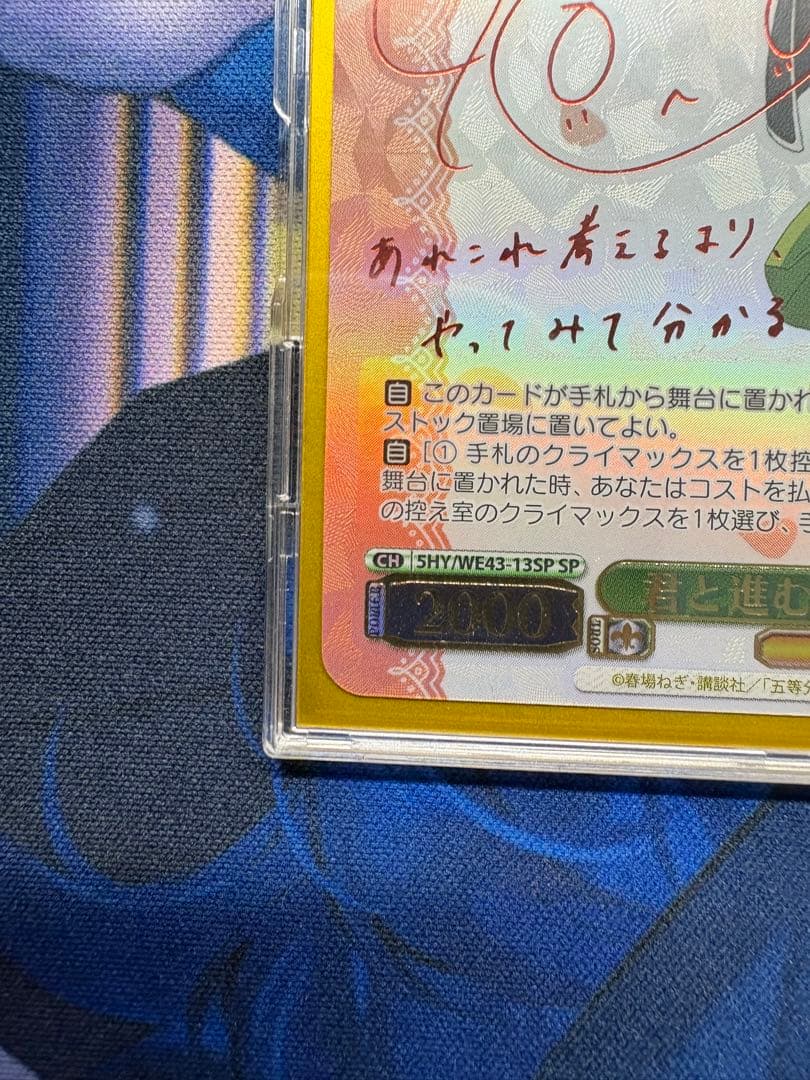 あれこれ考えるより、
やってみて分かる
自 このカードが手札から舞台に置かれ
ストック置場に置いてよい。
自 [① 手札のクライマックスを1枚控
舞台に置かれた時、あなたはコストを払
の控え室のクライマックスを1枚選び、手
CH 5HY/WE43-13SP SP
POWER 2000
君と進む
©春場ねぎ・講談社/「五等分